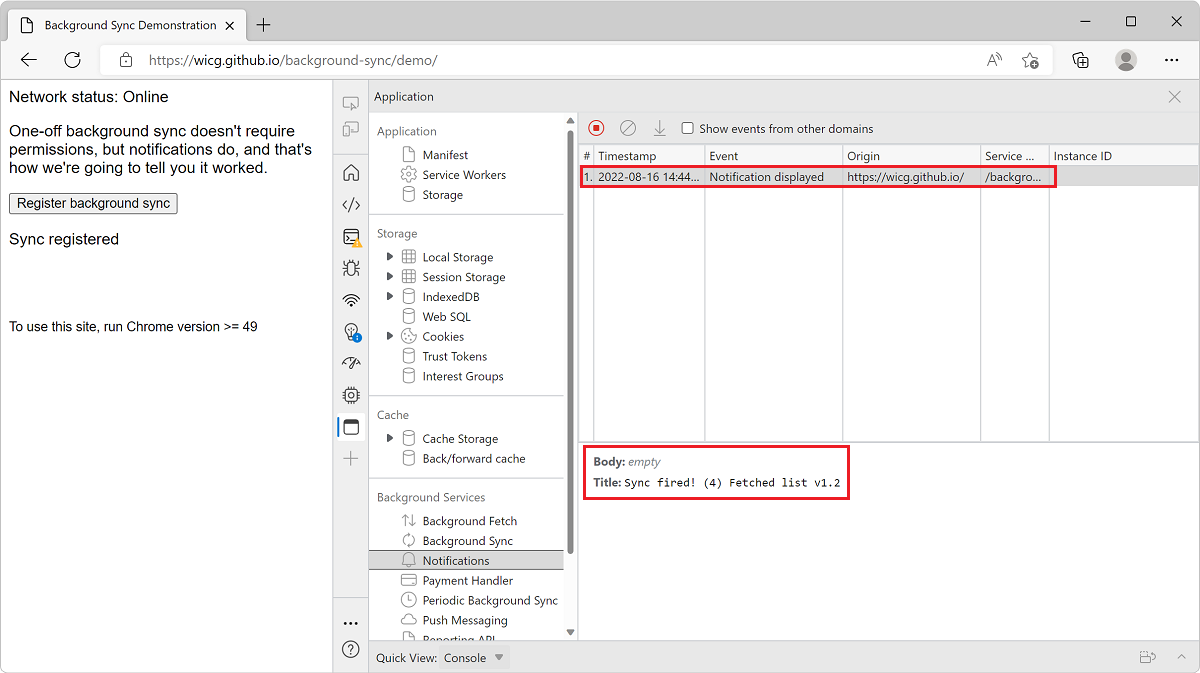 Background Sync Demonstration
https://wicg.github.io/background-sync/demo/
Network status: Online
One-off background sync doesn't require
permissions, but notifications do, and that's
how we're going to tell you it worked.
Register background sync
Sync registered
To use this site, run Chrome version >= 49
Application
Application
Manifest
Service Workers
Storage
Storage
Local Storage
Session Storage
IndexedDB
Web SQL
Cookies
Trust Tokens
Interest Groups
Cache
Cache Storage
Back/forward cache
Background Services
Background Fetch
Background Sync
Notifications
Payment Handler
Periodic Background Sync
Push Messaging
Reporting API
Show events from other domains
# Timestamp Event Origin Service ... Instance ID
1. 2022-08-16 14:44... Notification displayed https://wicg.github.io/ /backgro...
Body: empty
Title: Sync fired! (4) Fetched list v1.2
Quick View: Console